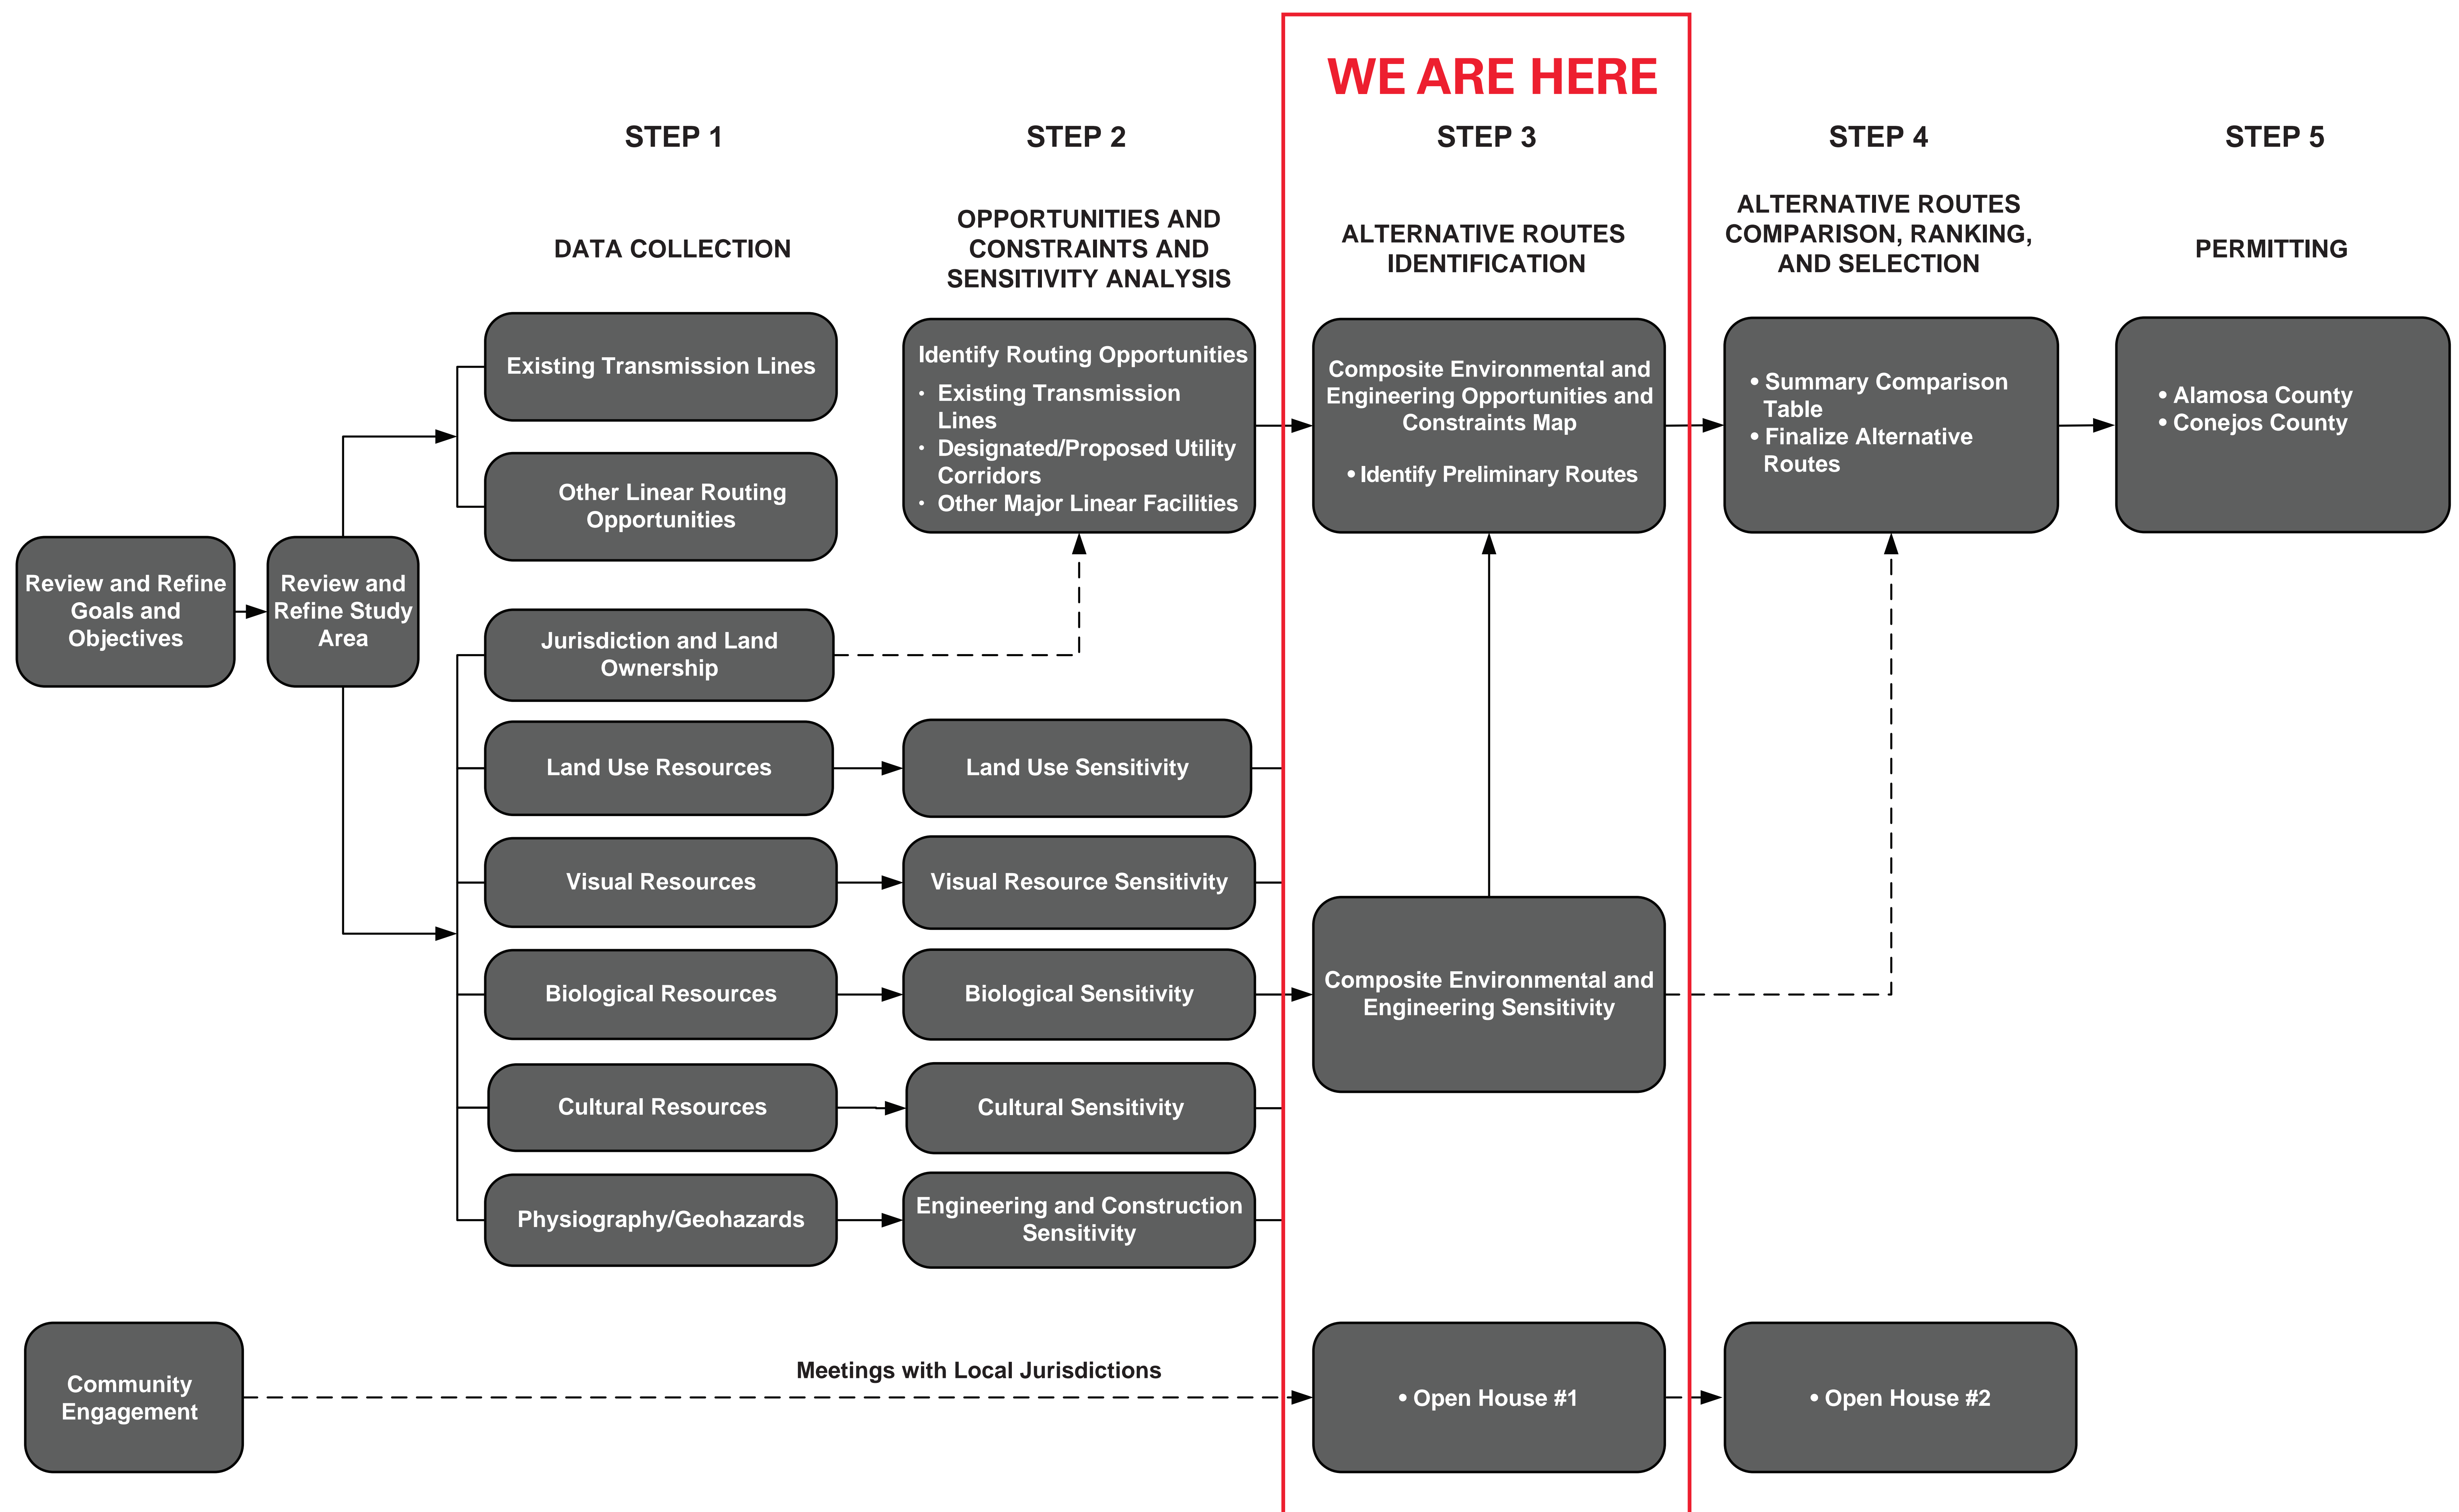 WE ARE HERE
STEP 1
STEP 2
STEP 3
STEP 4
STEP 5
DATA COLLECTION
OPPORTUNITIES AND
CONSTRAINTS AND
SENSITIVITY ANALYSIS
ALTERNATIVE ROUTES
IDENTIFICATION
ALTERNATIVE ROUTES
COMPARISON, RANKING,
AND SELECTION
PERMITTING
Review and Refine
Goals and
Objectives
Review and
Refine Study
Area
Existing Transmission Lines
Other Linear Routing
Opportunities
Jurisdiction and Land
Ownership
Land Use Resources
Visual Resources
Biological Resources
Cultural Resources
Physiography/Geohazards
Identify Routing Opportunities
• Existing Transmission
Lines
• Designated/Proposed Utility
Corridors
• Other Major Linear Facilities
Land Use Sensitivity
Visual Resource Sensitivity
Biological Sensitivity
Cultural Sensitivity
Engineering and Construction
Sensitivity
Composite Environmental and
Engineering Opportunities and
Constraints Map
• Identify Preliminary Routes
Composite Environmental and
Engineering Sensitivity
• Summary Comparison
Table
• Finalize Alternative
Routes
• Alamosa County
• Conejos County
Community
Engagement
Meetings with Local Jurisdictions
• Open House #1
• Open House #2